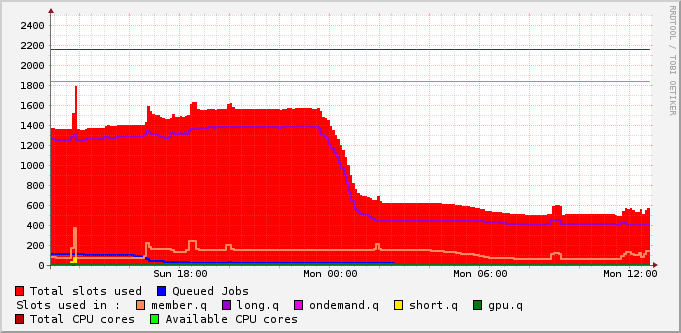 2400
2200
2000
1800
1600
1400
1200
1000
800
600
400
200
0
Sun 18:00 Mon 00:00 Mon 06:00 Mon 12:00
Total slots used Queued Jobs
Slots used in : member.q long.q ondemand.q short.q gpu.q
Total CPU cores Available CPU cores
RRDTOOL / TOBI OETIKER